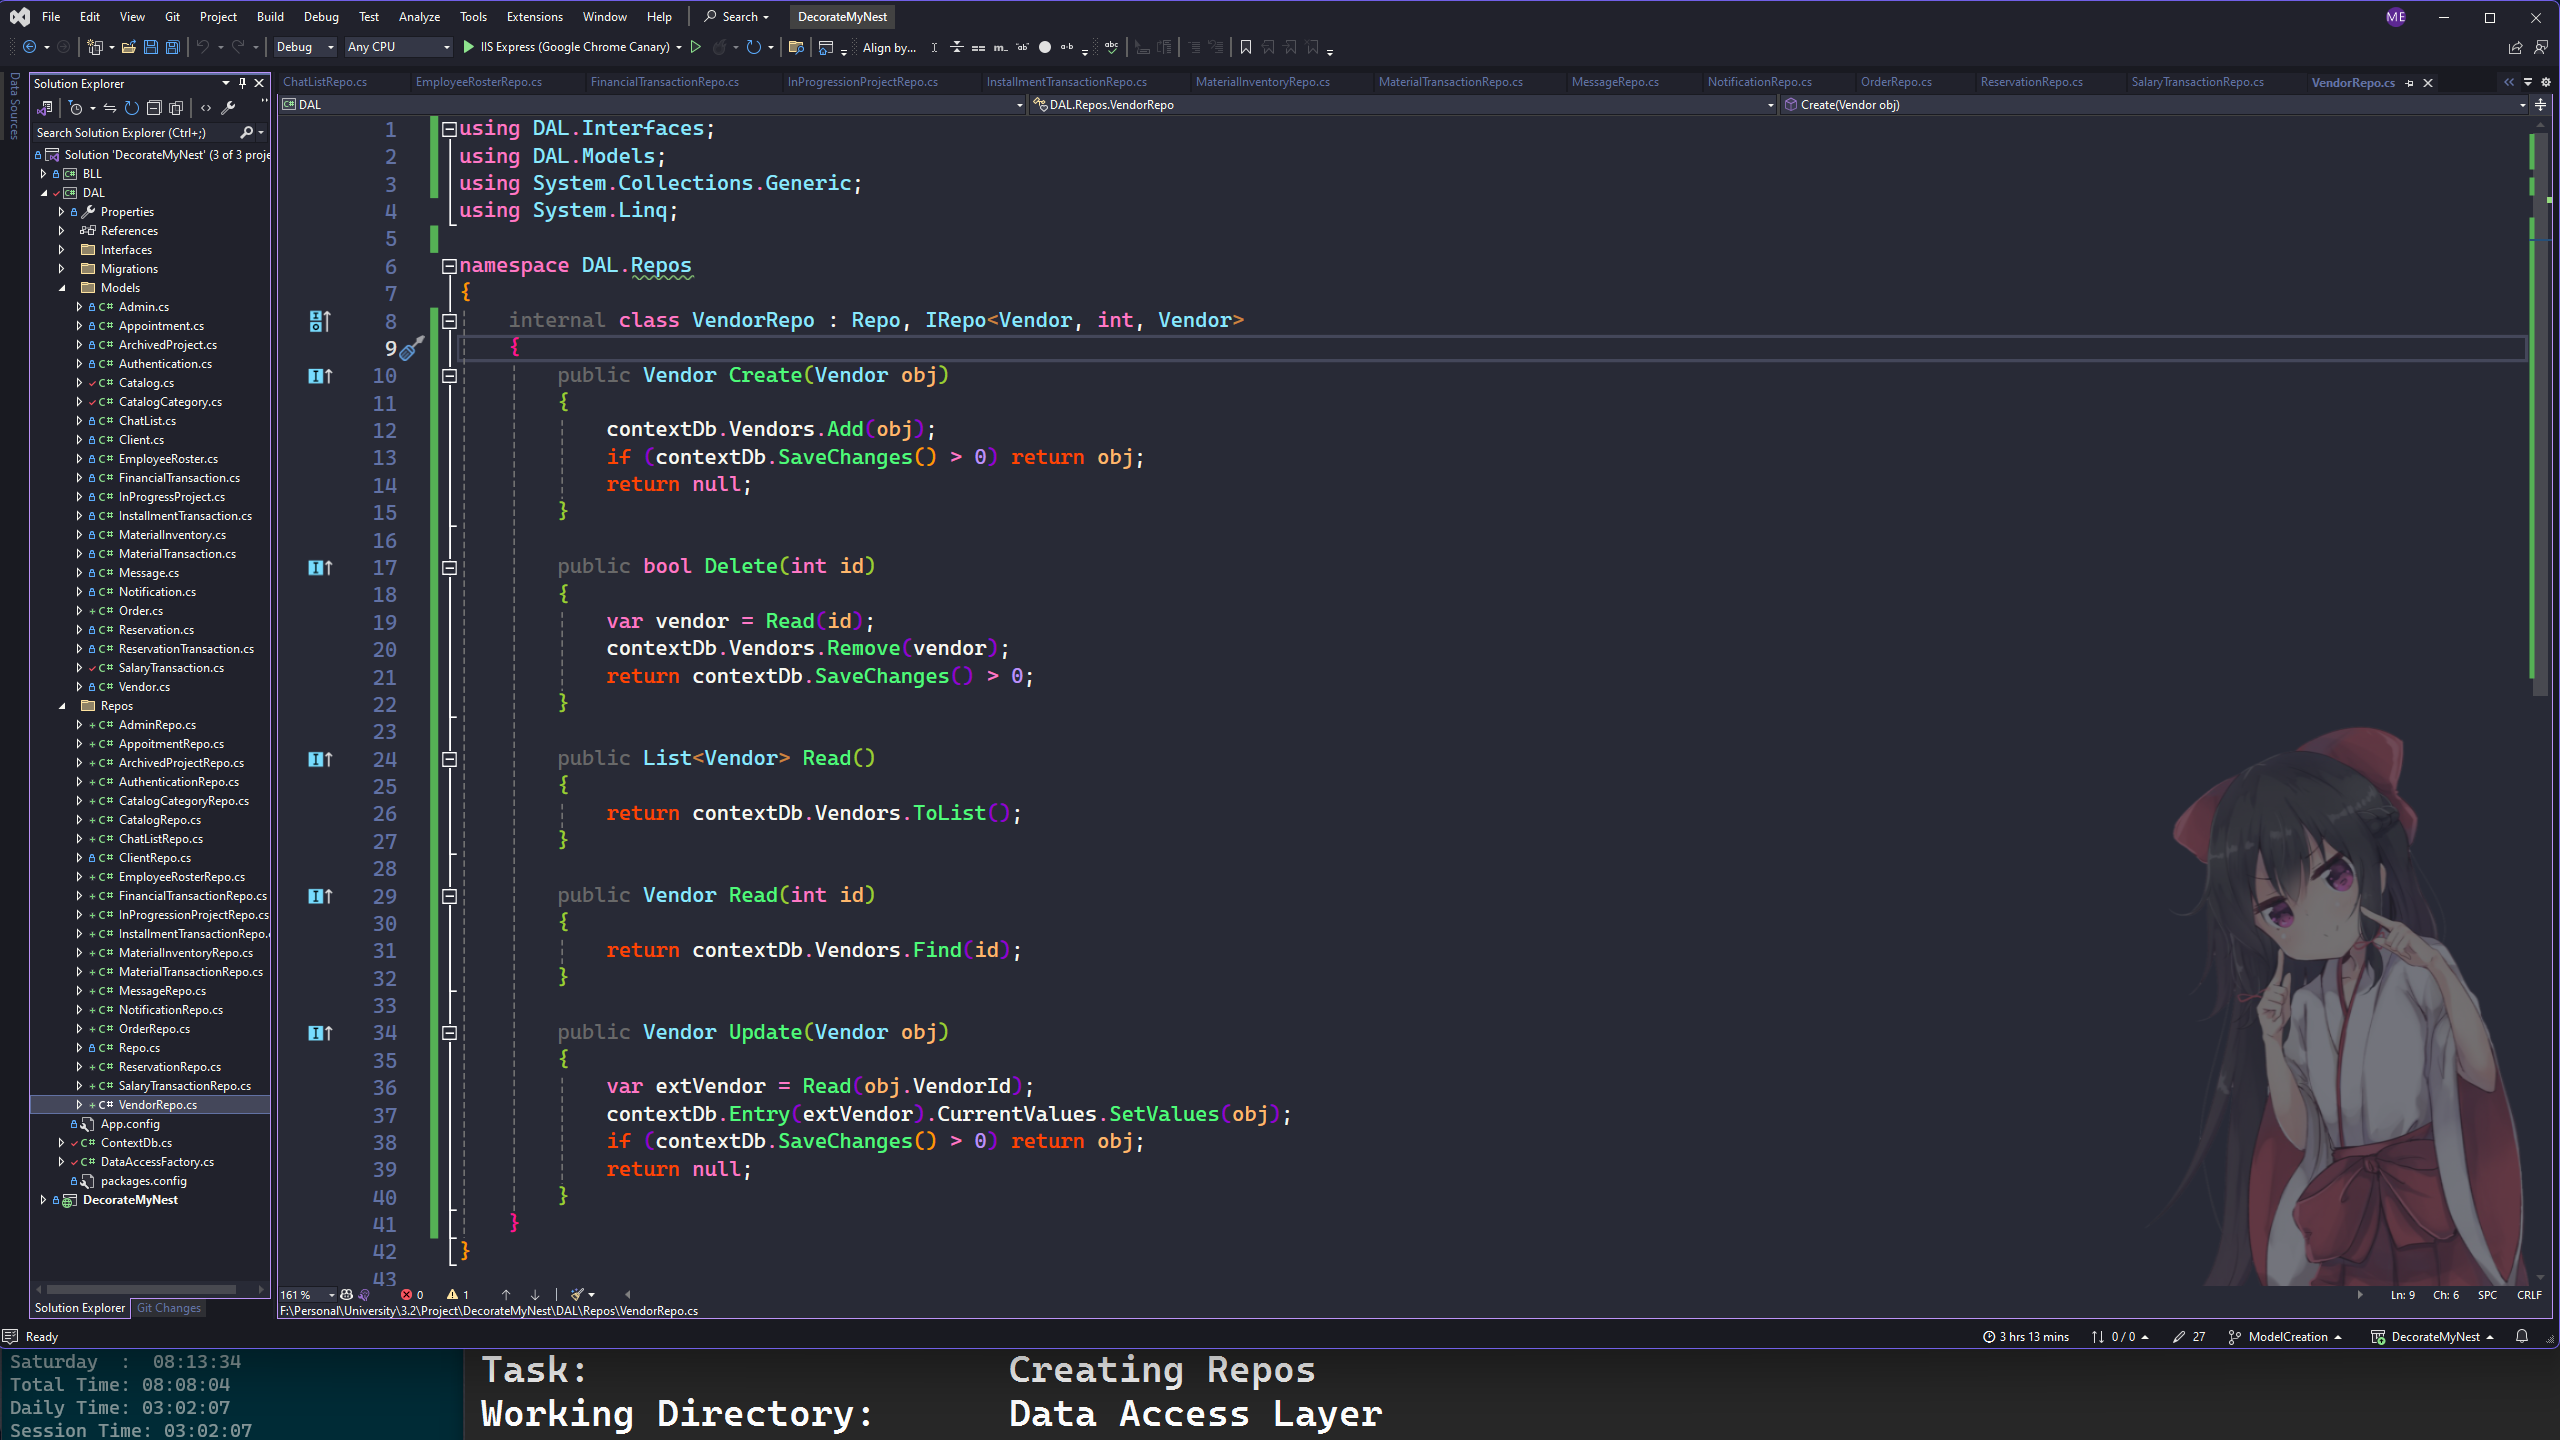 File Edit View Git Project Build Debug Test Analyze Tools Extensions Window Help Search DecorateMyNest ME
Debug Any CPU IIS Express (Google Chrome Canary) Align by...
Data Sources
Solution Explorer
Search Solution Explorer (Ctrl+;)
Solution 'DecorateMyNest' (3 of 3 proje
BLL
DAL
Properties
References
Interfaces
Migrations
Models
C# Admin.cs
C# Appointment.cs
C# ArchivedProject.cs
C# Authentication.cs
C# Catalog.cs
C# CatalogCategory.cs
C# ChatList.cs
C# Client.cs
C# EmployeeRoster.cs
C# FinancialTransaction.cs
C# InProgressProject.cs
C# InstallmentTransaction.cs
C# MaterialInventory.cs
C# MaterialTransaction.cs
C# Message.cs
C# Notification.cs
C# Order.cs
C# Reservation.cs
C# ReservationTransaction.cs
C# SalaryTransaction.cs
C# Vendor.cs
Repos
C# AdminRepo.cs
C# AppoitmentRepo.cs
C# ArchivedProjectRepo.cs
C# AuthenticationRepo.cs
C# CatalogCategoryRepo.cs
C# CatalogRepo.cs
C# ChatListRepo.cs
C# ClientRepo.cs
C# EmployeeRosterRepo.cs
C# FinancialTransactionRepo.cs
C# InProgressionProjectRepo.cs
C# InstallmentTransactionRepo.
C# MaterialInventoryRepo.cs
C# MaterialTransactionRepo.cs
C# MessageRepo.cs
C# NotificationRepo.cs
C# OrderRepo.cs
C# Repo.cs
C# ReservationRepo.cs
C# SalaryTransactionRepo.cs
C# VendorRepo.cs
App.config
C# ContextDb.cs
C# DataAccessFactory.cs
packages.config
DecorateMyNest
Solution Explorer Git Changes
ChatListRepo.cs EmployeeRosterRepo.cs FinancialTransactionRepo.cs InProgressionProjectRepo.cs InstallmentTransactionRepo.cs MaterialInventoryRepo.cs MaterialTransactionRepo.cs MessageRepo.cs NotificationRepo.cs OrderRepo.cs ReservationRepo.cs SalaryTransactionRepo.cs VendorRepo.cs
C# DAL DAL.Repos.VendorRepo Create(Vendor obj)
1 using DAL.Interfaces;
2 using DAL.Models;
3 using System.Collections.Generic;
4 using System.Linq;
5
6 namespace DAL.Repos
7 {
8 internal class VendorRepo : Repo, IRepo<Vendor, int, Vendor>
9 {
10 public Vendor Create(Vendor obj)
11 {
12 contextDb.Vendors.Add(obj);
13 if (contextDb.SaveChanges() > 0) return obj;
14 return null;
15 }
16
17 public bool Delete(int id)
18 {
19 var vendor = Read(id);
20 contextDb.Vendors.Remove(vendor);
21 return contextDb.SaveChanges() > 0;
22 }
23
24 public List<Vendor> Read()
25 {
26 return contextDb.Vendors.ToList();
27 }
28
29 public Vendor Read(int id)
30 {
31 return contextDb.Vendors.Find(id);
32 }
33
34 public Vendor Update(Vendor obj)
35 {
36 var extVendor = Read(obj.VendorId);
37 contextDb.Entry(extVendor).CurrentValues.SetValues(obj);
38 if (contextDb.SaveChanges() > 0) return obj;
39 return null;
40 }
41 }
42 }
43
161 % 0 1 Ln: 9 Ch: 6 SPC CRLF
F:\Personal\University\3.2\Project\DecorateMyNest\DAL\Repos\VendorRepo.cs
Ready 3 hrs 13 mins 0 / 0 27 ModelCreation DecorateMyNest
Saturday : 08:13:34
Total Time: 08:08:04
Daily Time: 03:02:07
Session Time: 03:02:07
Task: Creating Repos
Working Directory: Data Access Layer